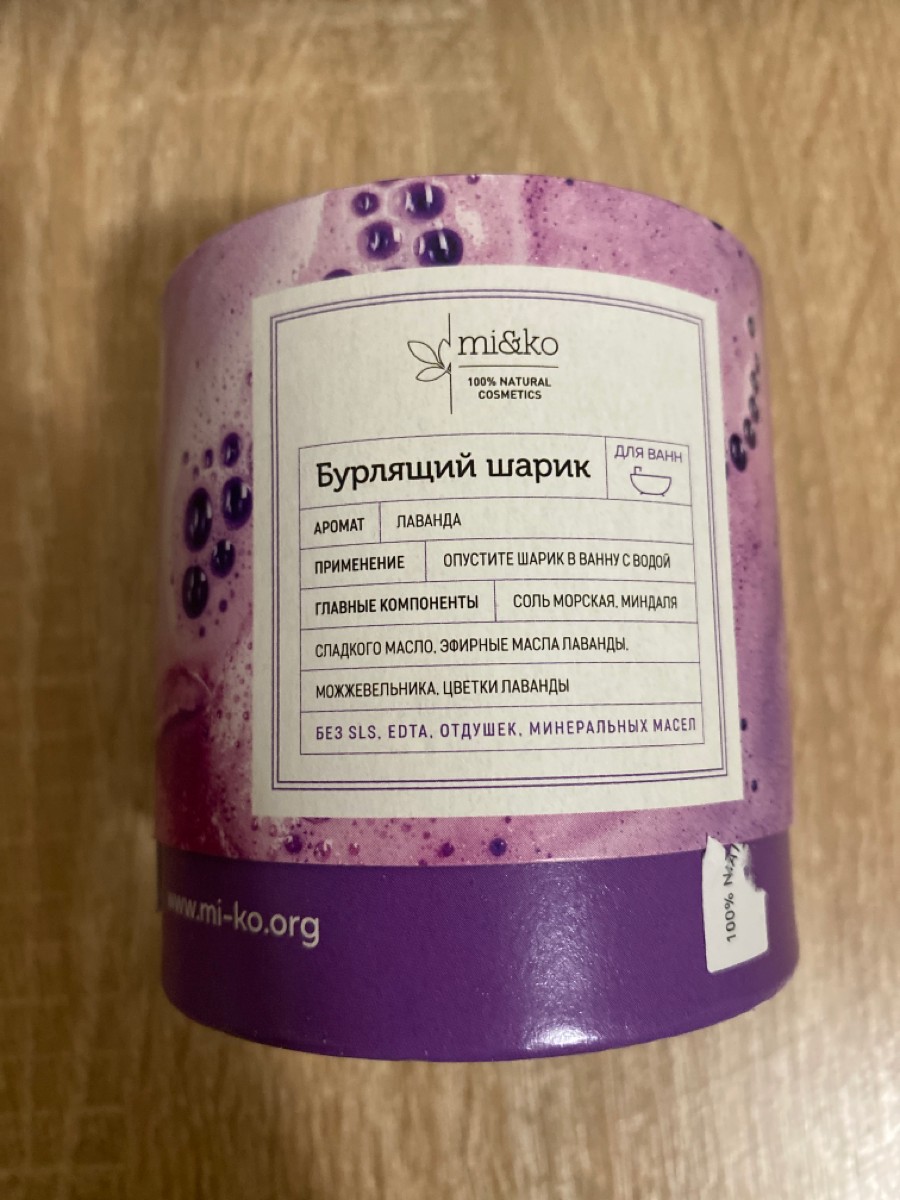 mi&ko
100% NATURAL
COSMETICS
Бурлящий шарик
ДЛЯ ВАНН
АРОМАТ ЛАВАНДА
ПРИМЕНЕНИЕ ОПУСТИТЕ ШАРИК В ВАННУ С ВОДОЙ
ГЛАВНЫЕ КОМПОНЕНТЫ СОЛЬ МОРСКАЯ, МИНДАЛЯ
СЛАДКОГО МАСЛО, ЭФИРНЫЕ МАСЛА ЛАВАНДЫ,
МОЖЖЕВЕЛЬНИКА, ЦВЕТКИ ЛАВАНДЫ
БЕЗ SLS, EDTA, ОТДУШЕК, МИНЕРАЛЬНЫХ МАСЕЛ
www.mi-ko.org
100%